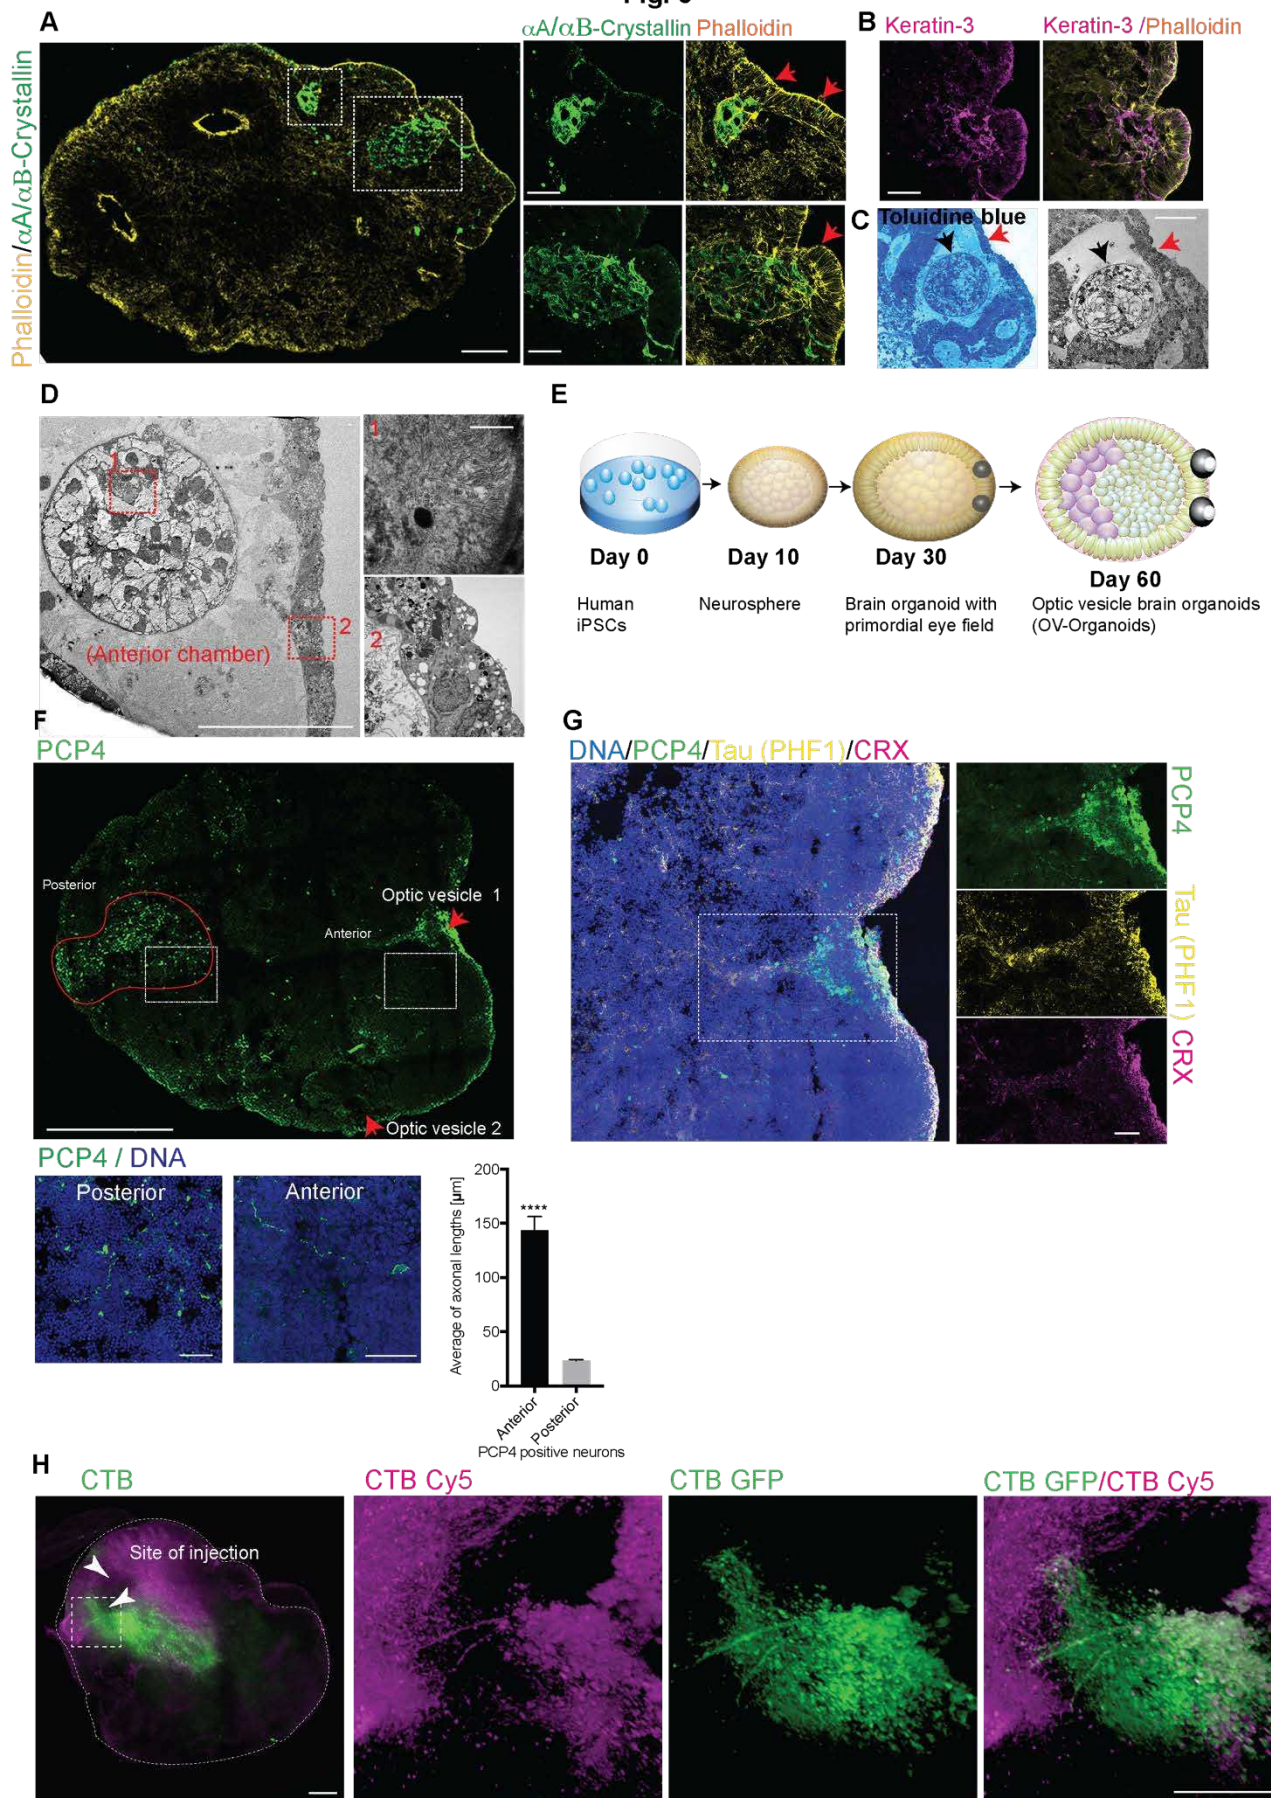 A
Phalloidin/αA/αB-Crystallin
αA/αB-Crystallin Phalloidin
B
Keratin-3
Keratin-3 /Phalloidin
C
Toluidine blue
D
1
2
(Anterior chamber)
1
2
E
Day 0
Day 10
Day 30
Day 60
Human
iPSCs
Neurosphere
Brain organoid with
primordial eye field
Optic vesicle brain organoids
(OV-Organoids)
F
PCP4
Posterior
Anterior
Optic vesicle 1
Optic vesicle 2
PCP4 / DNA
Posterior
Anterior
Average of axonal lengths [µm]
200
150
100
50
0
****
Anterior
Posterior
PCP4 positive neurons
G
DNA/PCP4/Tau (PHF1)/CRX
PCP4
Tau (PHF1)
CRX
H
CTB
Site of injection
CTB Cy5
CTB GFP
CTB GFP/CTB Cy5